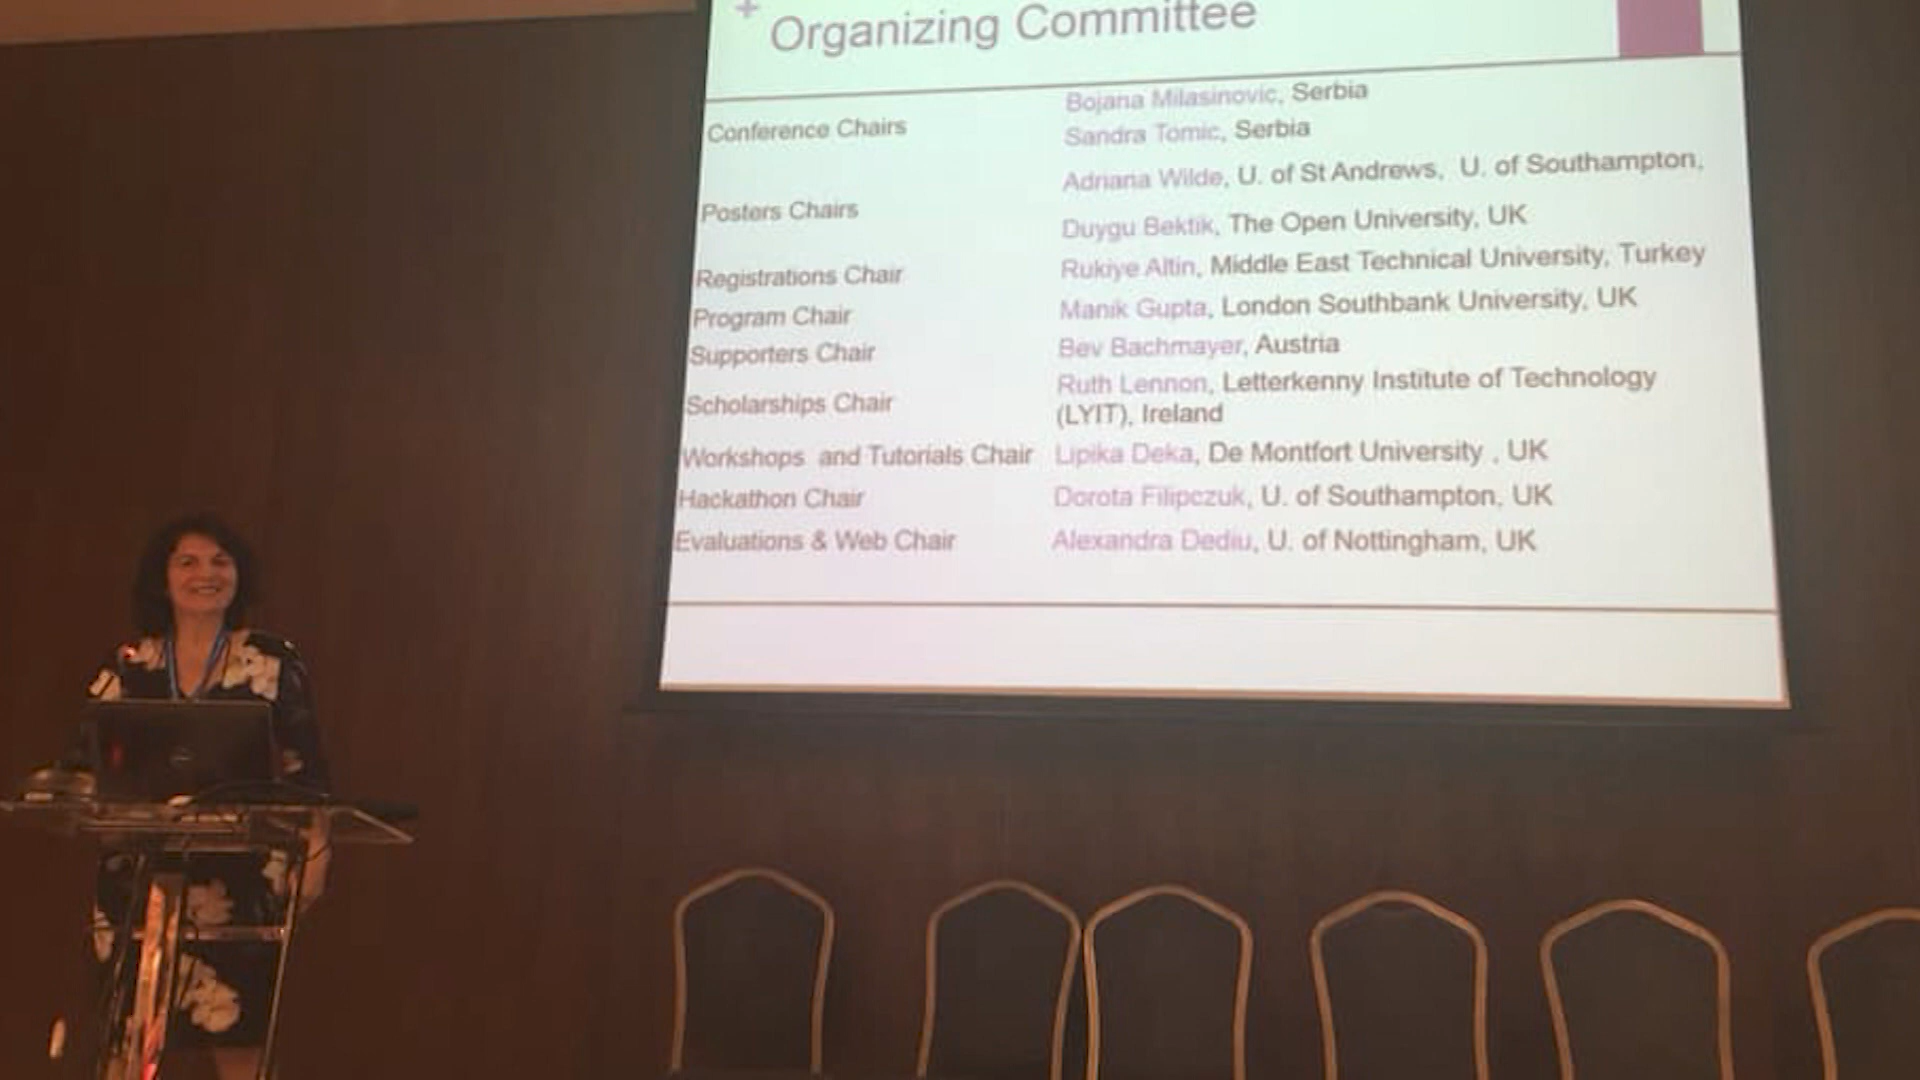 +
Organizing Committee
Conference Chairs
Bojana Milasinovic, Serbia
Sandra Tomic, Serbia
Posters Chairs
Adriana Wilde, U. of St Andrews, U. of Southampton,
Duygu Bektik, The Open University, UK
Registrations Chair
Rukiye Altin, Middle East Technical University, Turkey
Program Chair
Manik Gupta, London Southbank University, UK
Supporters Chair
Bev Bachmayer, Austria
Scholarships Chair
Ruth Lennon, Letterkenny Institute of Technology
(LYIT), Ireland
Workshops and Tutorials Chair
Lipika Deka, De Montfort University , UK
Hackathon Chair
Dorota Filipczuk, U. of Southampton, UK
Evaluations & Web Chair
Alexandra Dediu, U. of Nottingham, UK